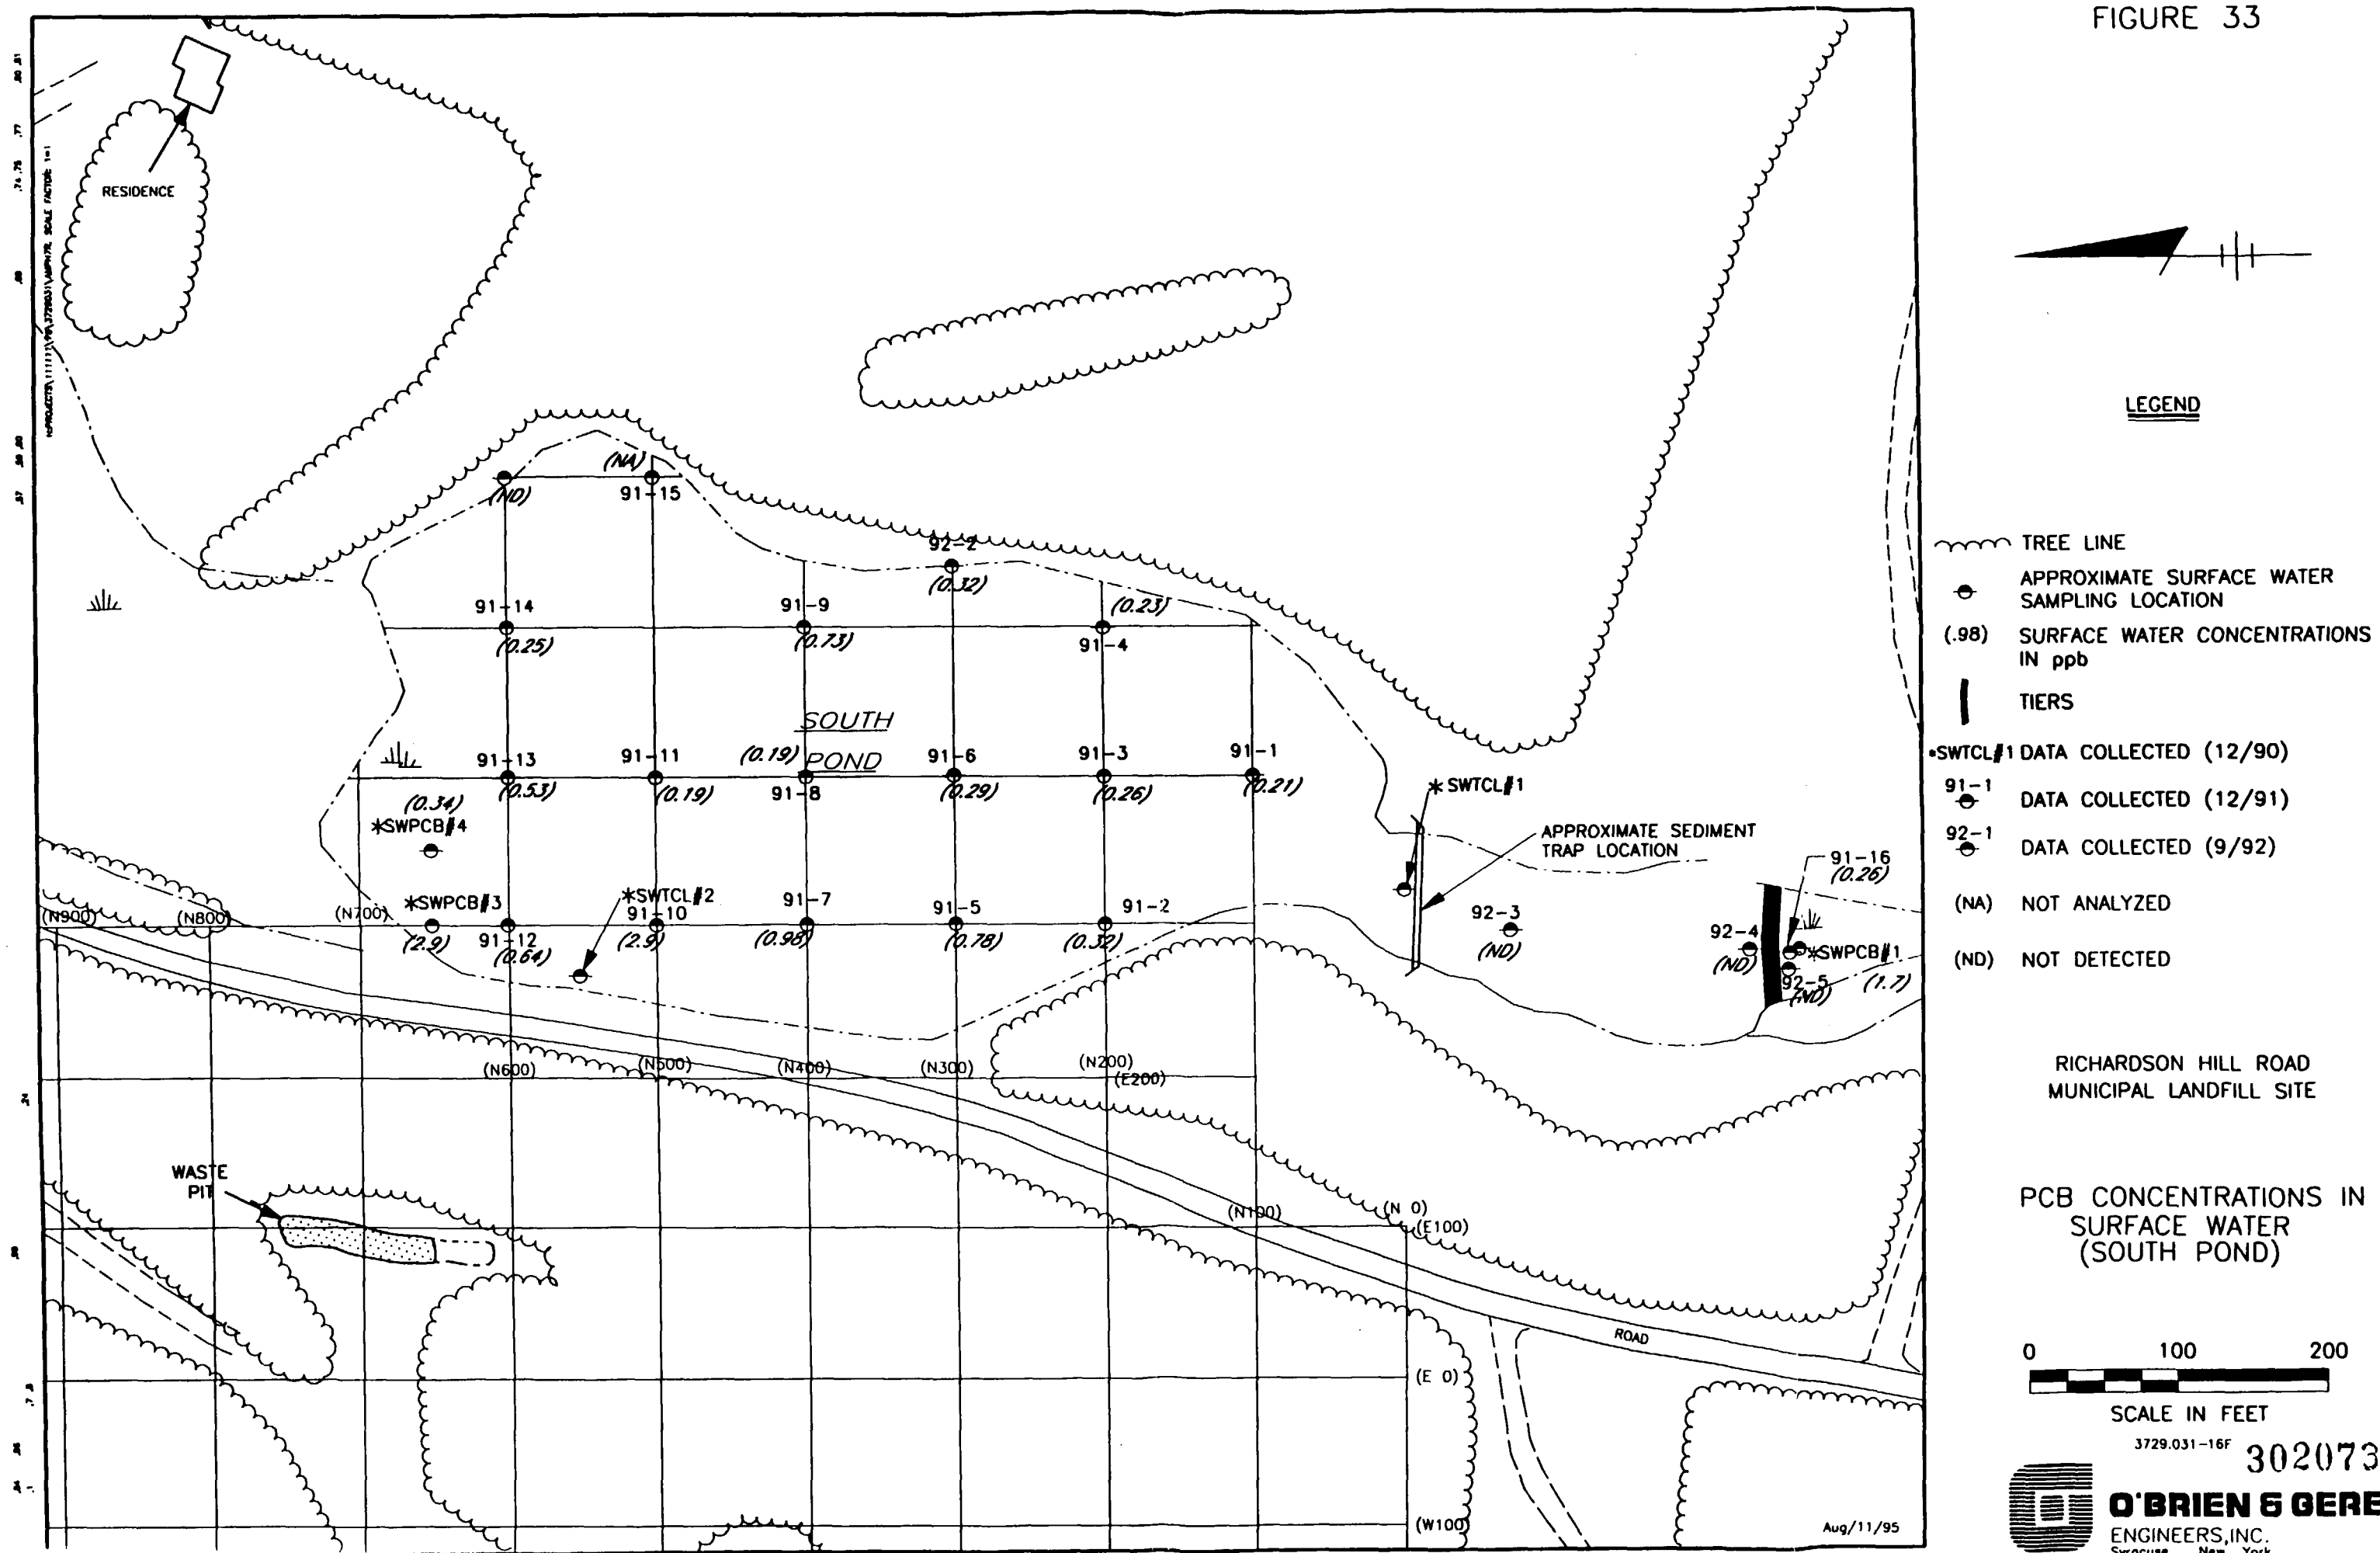 FIGURE 33
RESIDENCE
LEGEND
TREE LINE
APPROXIMATE SURFACE WATER
SAMPLING LOCATION
(.98) SURFACE WATER CONCENTRATIONS
IN ppb
TIERS
*SWTCL#1 DATA COLLECTED (12/90)
91-1
DATA COLLECTED (12/91)
92-1
DATA COLLECTED (9/92)
(NA) NOT ANALYZED
(ND) NOT DETECTED
(NA)
(ND)
91-15
92-2
(0.32)
91-14
(0.25)
91-9
(0.73)
(0.23)
91-4
SOUTH
POND
91-13
(0.53)
91-11
(0.19)
(0.19)
91-8
91-6
(0.29)
91-3
(0.26)
91-1
(0.21)
(0.34)
*SWPCB#4
*SWTCL#1
APPROXIMATE SEDIMENT
TRAP LOCATION
91-16
(0.26)
(N900)
(N800)
(N700)
*SWPCB#3
(2.9)
91-12
(0.64)
*SWTCL#2
91-10
(2.9)
91-7
(0.98)
91-5
(0.78)
91-2
(0.32)
92-3
(ND)
92-4
(ND)
*SWPCB#1
(1.7)
92-5
(ND)
(N600)
(N500)
(N400)
(N300)
(N200)
(E200)
WASTE
PIT
(N100)
(N 0)
(E100)
ROAD
(E 0)
(W100)
Aug/11/95
RICHARDSON HILL ROAD
MUNICIPAL LANDFILL SITE
PCB CONCENTRATIONS IN
SURFACE WATER
(SOUTH POND)
0 100 200
SCALE IN FEET
3729.031-16F
302073
O'BRIEN & GERE
ENGINEERS,INC.
Syracuse New York